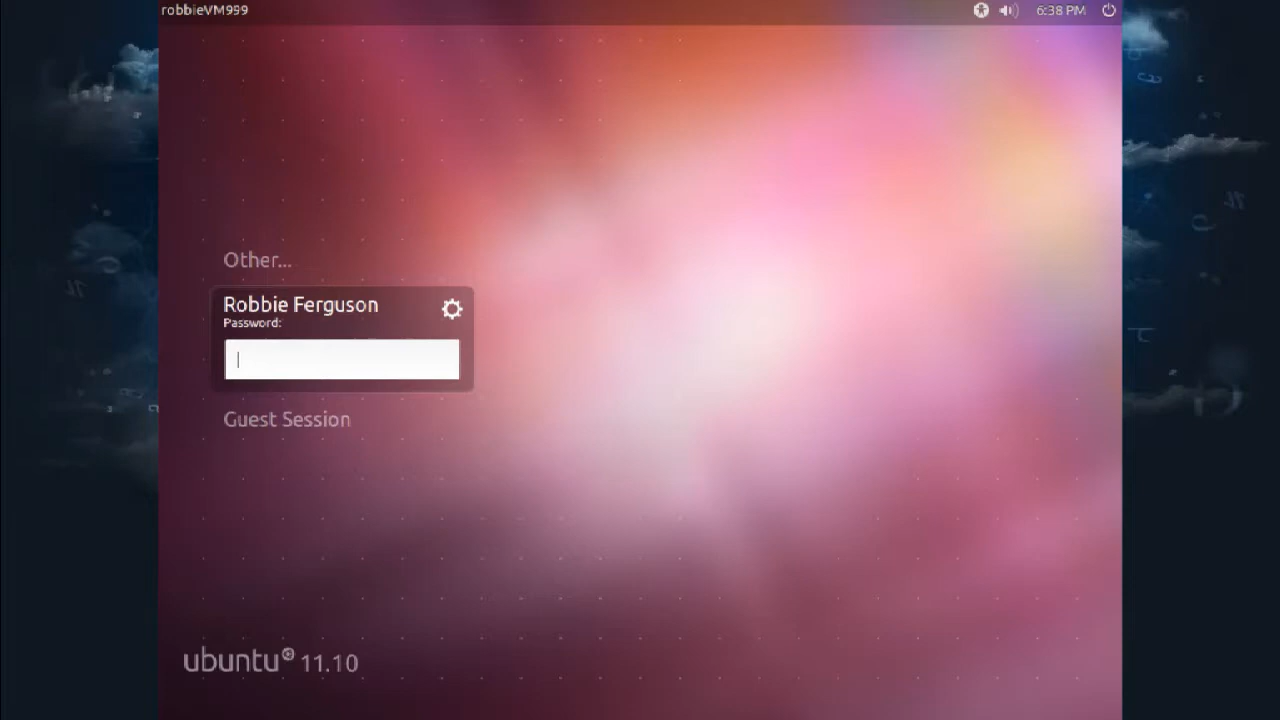 robbieVM999
6:38 PM
Other...
Robbie Ferguson
Password:
Guest Session
ubuntu 11.10